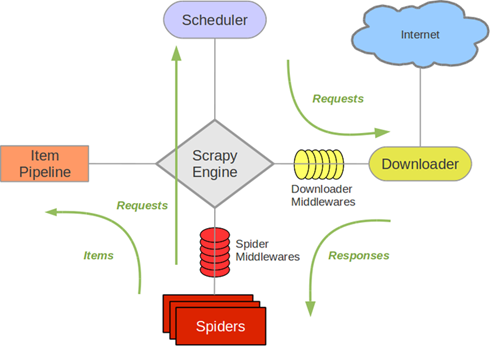 Scheduler
Internet
Requests
Item
Pipeline
Scrapy
Engine
Downloader
Downloader
Middlewares
Requests
Spider
Middlewares
Items
Responses
Spiders